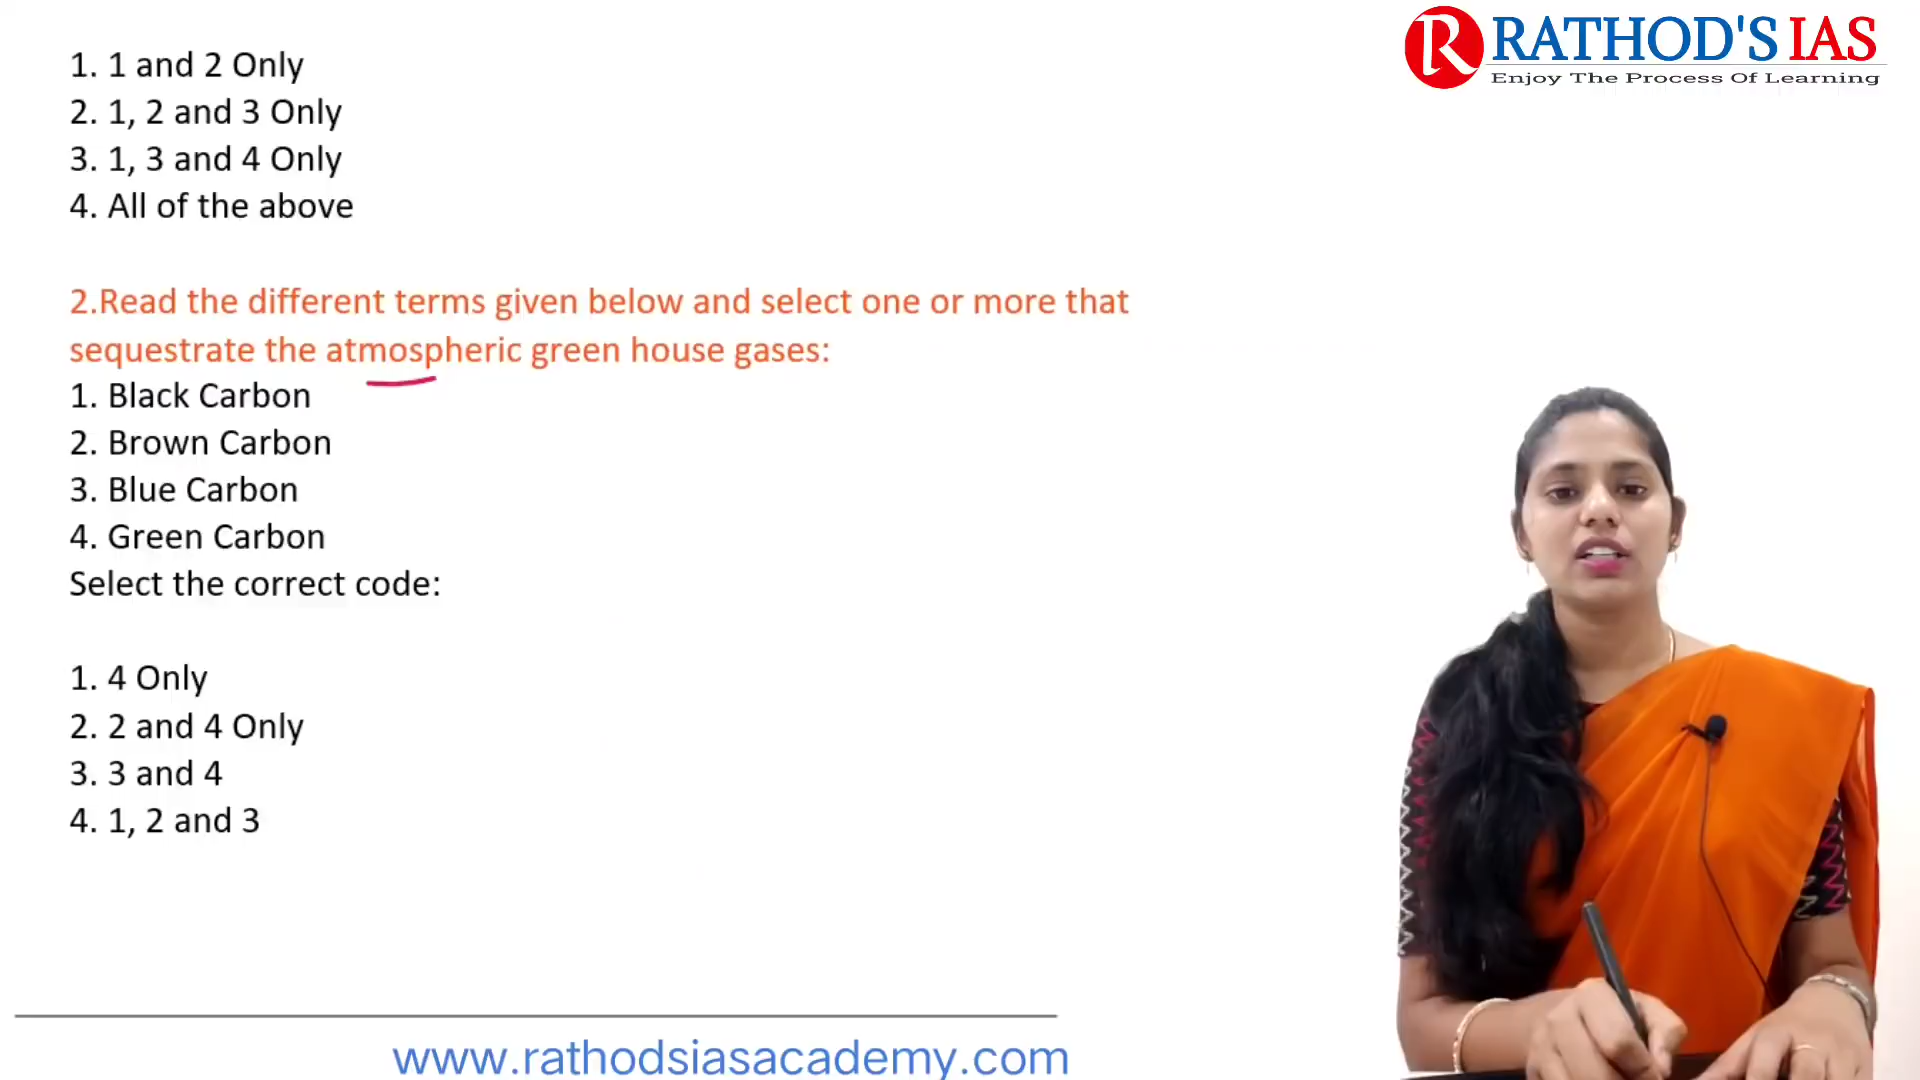 RATHOD'S IAS
Enjoy The Process Of Learning
1. 1 and 2 Only
2. 1, 2 and 3 Only
3. 1, 3 and 4 Only
4. All of the above
2.Read the different terms given below and select one or more that
sequestrate the atmospheric green house gases:
1. Black Carbon
2. Brown Carbon
3. Blue Carbon
4. Green Carbon
Select the correct code:
1. 4 Only
2. 2 and 4 Only
3. 3 and 4
4. 1, 2 and 3
www.rathodsiasacademy.com